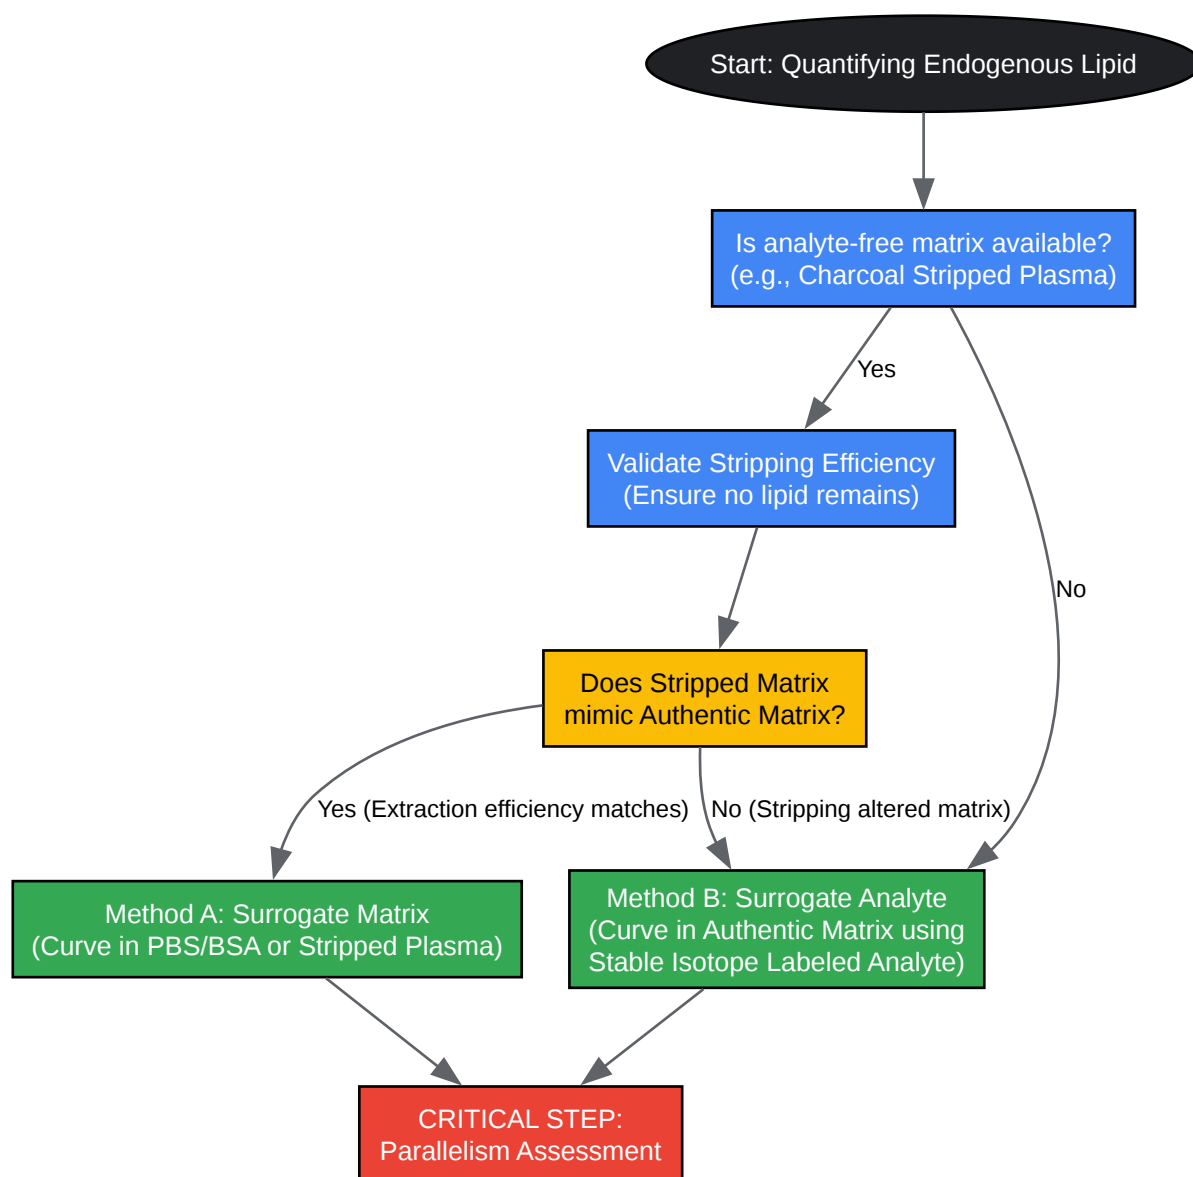 Start: Quantifying Endogenous Lipid
Is analyte-free matrix available?
(e.g., Charcoal Stripped Plasma)
Yes
Validate Stripping Efficiency
(Ensure no lipid remains)
No
Does Stripped Matrix
mimic Authentic Matrix?
Yes (Extraction efficiency matches)
No (Stripping altered matrix)
Method A: Surrogate Matrix
(Curve in PBS/BSA or Stripped Plasma)
Method B: Surrogate Analyte
(Curve in Authentic Matrix using
Stable Isotope Labeled Analyte)
CRITICAL STEP:
Parallelism Assessment